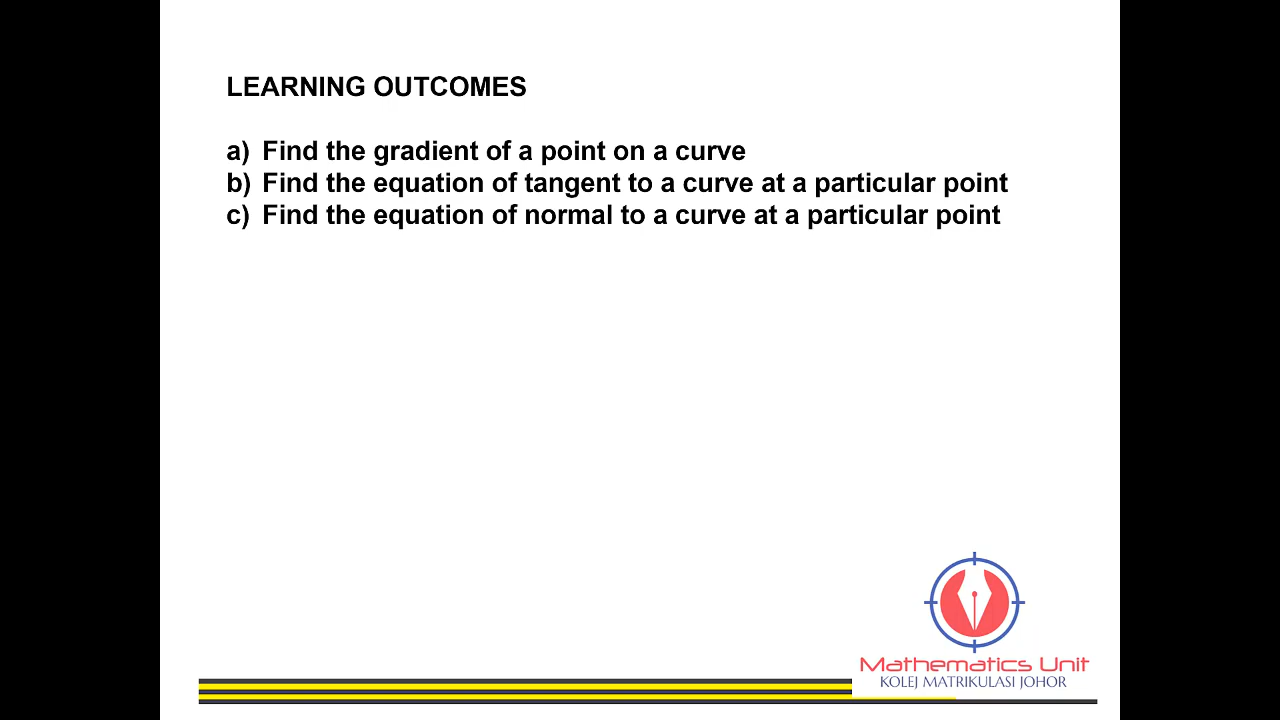 LEARNING OUTCOMES
a) Find the gradient of a point on a curve
b) Find the equation of tangent to a curve at a particular point
c) Find the equation of normal to a curve at a particular point
Mathematics Unit
KOLEJ MATRIKULASI JOHOR